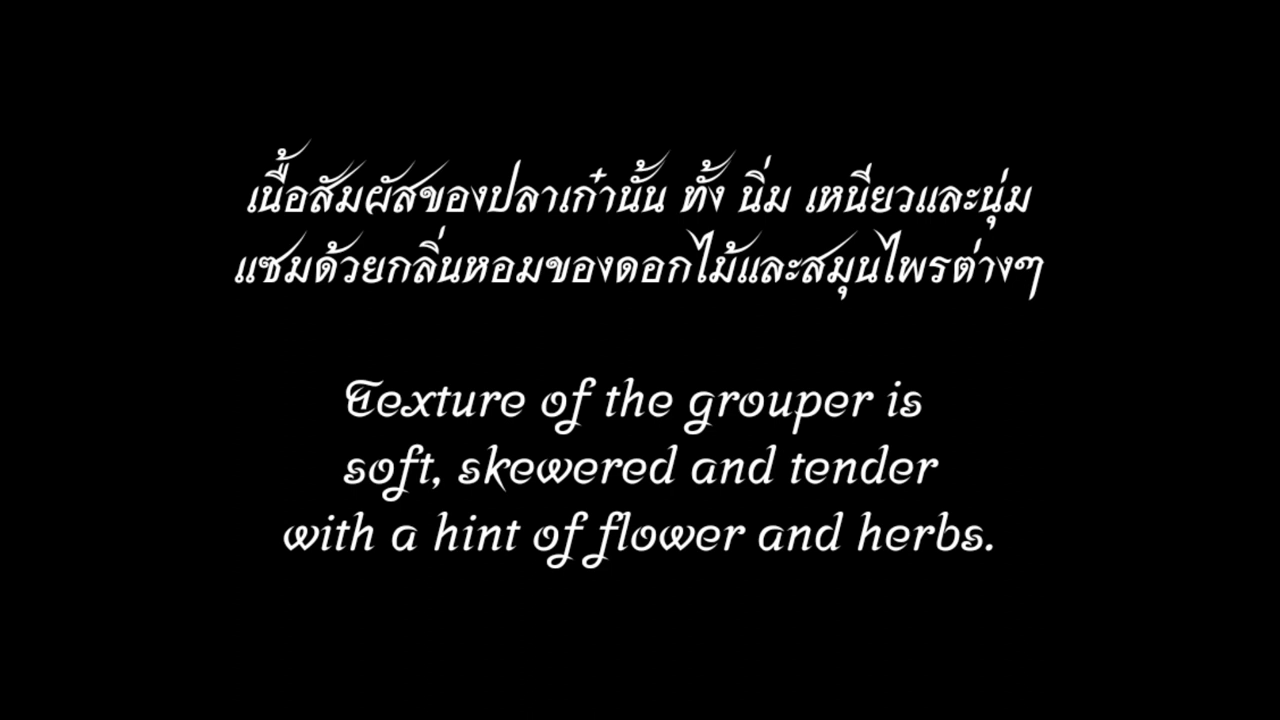 เนื้อสัมผัสของปลาเก๋านั้น ทั้ง นิ่ม เหนียวและนุ่ม
แซมด้วยกลิ่นหอมของดอกไม้และสมุนไพรต่างๆ
Texture of the grouper is
soft, skewered and tender
with a hint of flower and herbs.